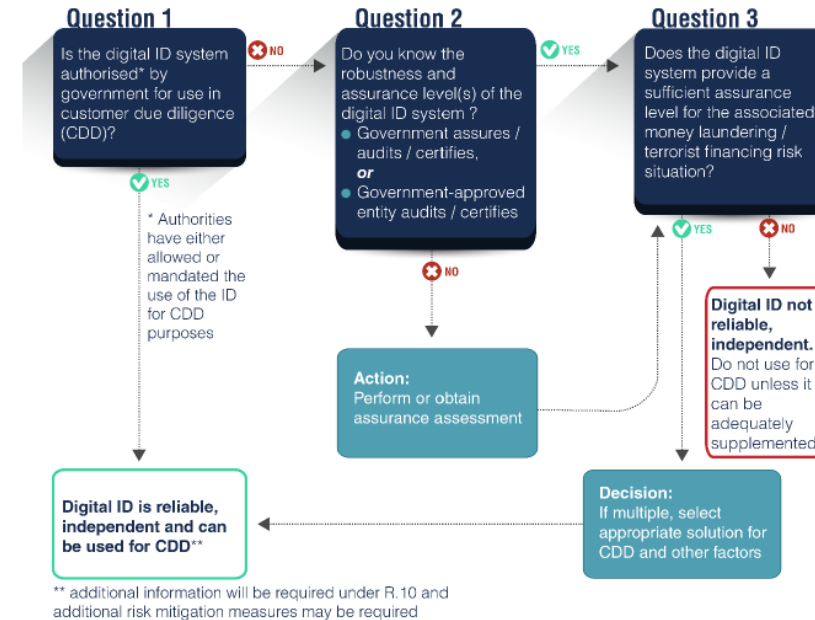 Question 1
Is the digital ID system
authorised* by
government for use in
customer due diligence
(CDD)?
NO
YES
* Authorities
have either
allowed or
mandated the
use of the ID
for CDD
purposes
Question 2
Do you know the
robustness and
assurance level(s) of the
digital ID system ?
Government assures /
audits / certifies,
or
Government-approved
entity audits / certifies
YES
NO
Action:
Perform or obtain
assurance assessment
Question 3
Does the digital ID
system provide a
sufficient assurance
level for the associated
money laundering /
terrorist financing risk
situation?
YES
NO
Digital ID not
reliable,
independent.
Do not use for
CDD unless it
can be
adequately
supplemented
Decision:
If multiple, select
appropriate solution for
CDD and other factors
Digital ID is reliable,
independent and can
be used for CDD**
** additional information will be required under R.10 and
additional risk mitigation measures may be required